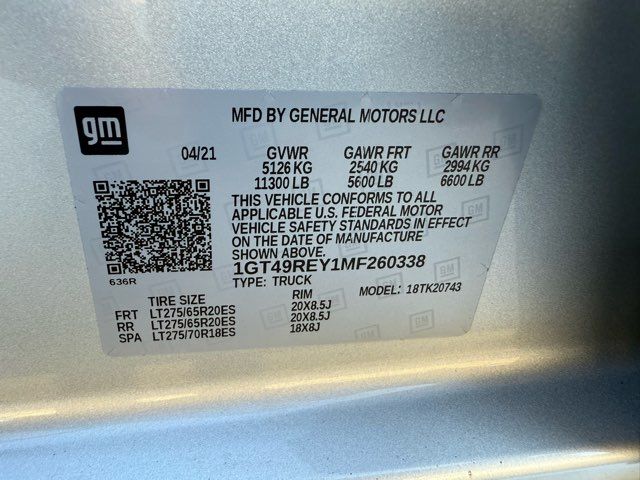 gm
MFD BY GENERAL MOTORS LLC
04/21 GVWR GAWR FRT GAWR RR
5126 KG 2540 KG 2994 KG
11300 LB 5600 LB 6600 LB
THIS VEHICLE CONFORMS TO ALL
APPLICABLE U.S. FEDERAL MOTOR
VEHICLE SAFETY STANDARDS IN EFFECT
ON THE DATE OF MANUFACTURE
SHOWN ABOVE.
636R
1GT49REY1MF260338
TYPE: TRUCK MODEL: 18TK20743
TIRE SIZE RIM
FRT LT275/65R20ES 20X8.5J
RR LT275/65R20ES 20X8.5J
SPA LT275/70R18ES 18X8J